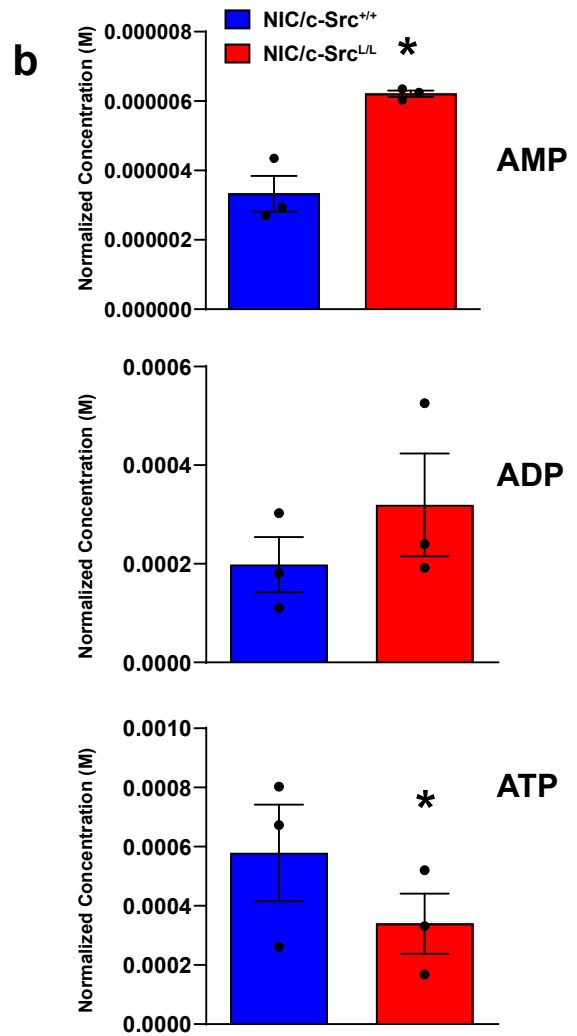 b
NIC/c-Src+/+
NIC/c-SrcL/L
Normalized Concentration (M)
0.000008
0.000006
0.000004
0.000002
0.000000
*
AMP
Normalized Concentration (M)
0.0006
0.0004
0.0002
0.0000
ADP
Normalized Concentration (M)
0.0010
0.0008
0.0006
0.0004
0.0002
0.0000
*
ATP